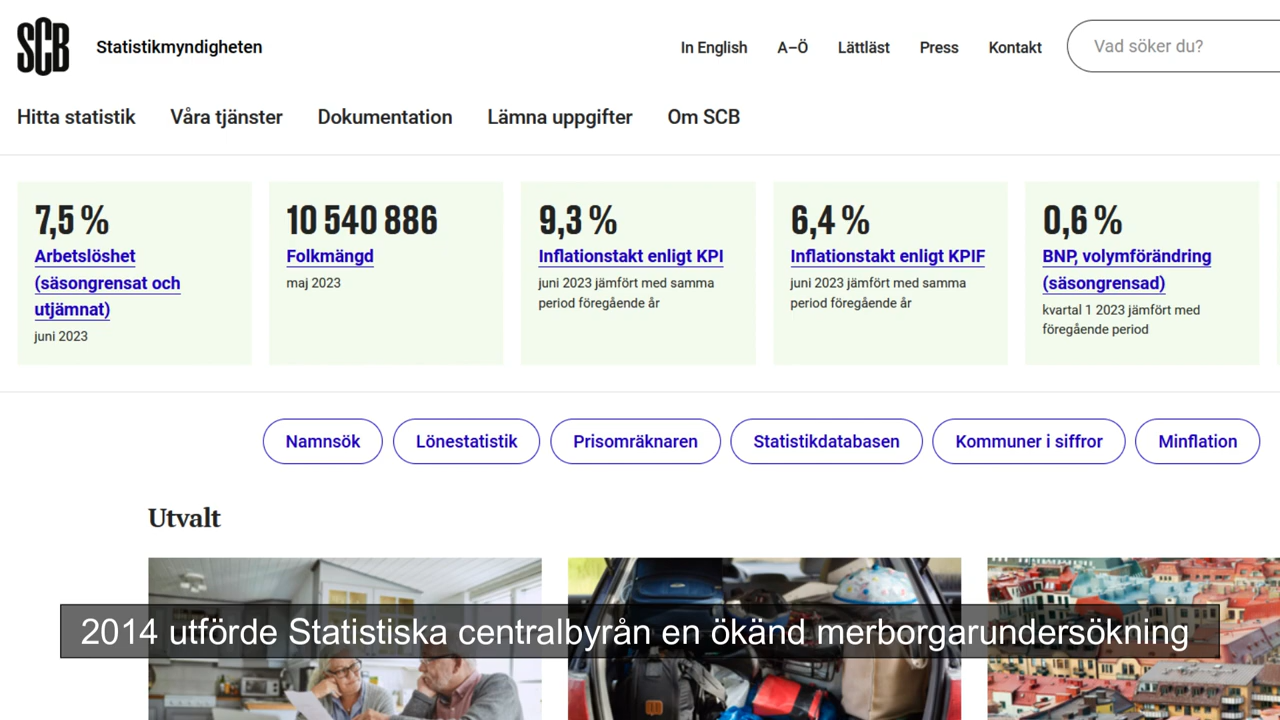 SCB
Statistikmyndigheten
In English
A–Ö
Lättläst
Press
Kontakt
Vad söker du?
Hitta statistik
Våra tjänster
Dokumentation
Lämna uppgifter
Om SCB
7,5 %
Arbetslöshet
(säsongrensat och
utjämnat)
juni 2023
10 540 886
Folkmängd
maj 2023
9,3 %
Inflationstakt enligt KPI
juni 2023 jämfört med samma
period föregående år
6,4 %
Inflationstakt enligt KPIF
juni 2023 jämfört med samma
period föregående år
0,6 %
BNP, volymförändring
(säsongrensad)
kvartal 1 2023 jämfört med
föregående period
Namnsök
Lönestatistik
Prisomräknaren
Statistikdatabasen
Kommuner i siffror
Minflation
Utvalt
2014 utförde Statistiska centralbyrån en ökänd merborgarundersökning